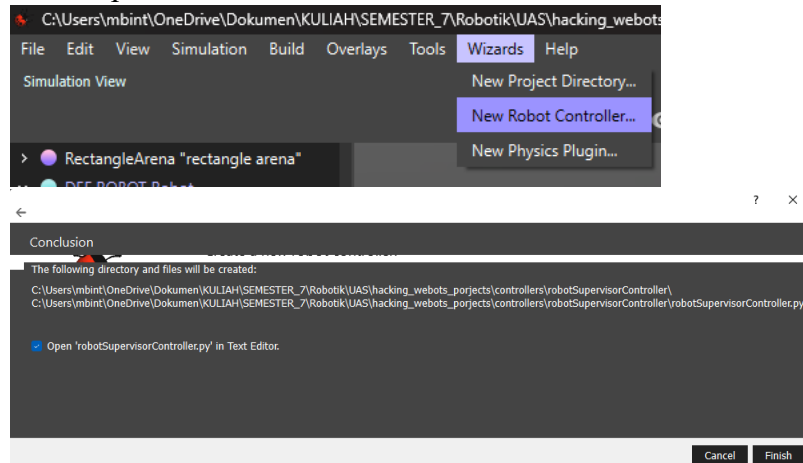 C:\Users\mbint\OneDrive\Dokumen\KULIAH\SEMESTER_7\Robotik\UAS\hacking_webots
File Edit View Simulation Build Overlays Tools Wizards Help
Simulation View
New Project Directory...
New Robot Controller...
RectangleArena "rectangle arena"
New Physics Plugin...
DEF ROBOT Robot
Conclusion
The following directory and files will be created:
C:\Users\mbint\OneDrive\Dokumen\KULIAH\SEMESTER_7\Robotik\UAS\hacking_webots_porjects\controllers\robotSupervisorController\
C:\Users\mbint\OneDrive\Dokumen\KULIAH\SEMESTER_7\Robotik\UAS\hacking_webots_porjects\controllers\robotSupervisorController\robotSupervisorController.py
Open 'robotSupervisorController.py' in Text Editor.
Cancel Finish